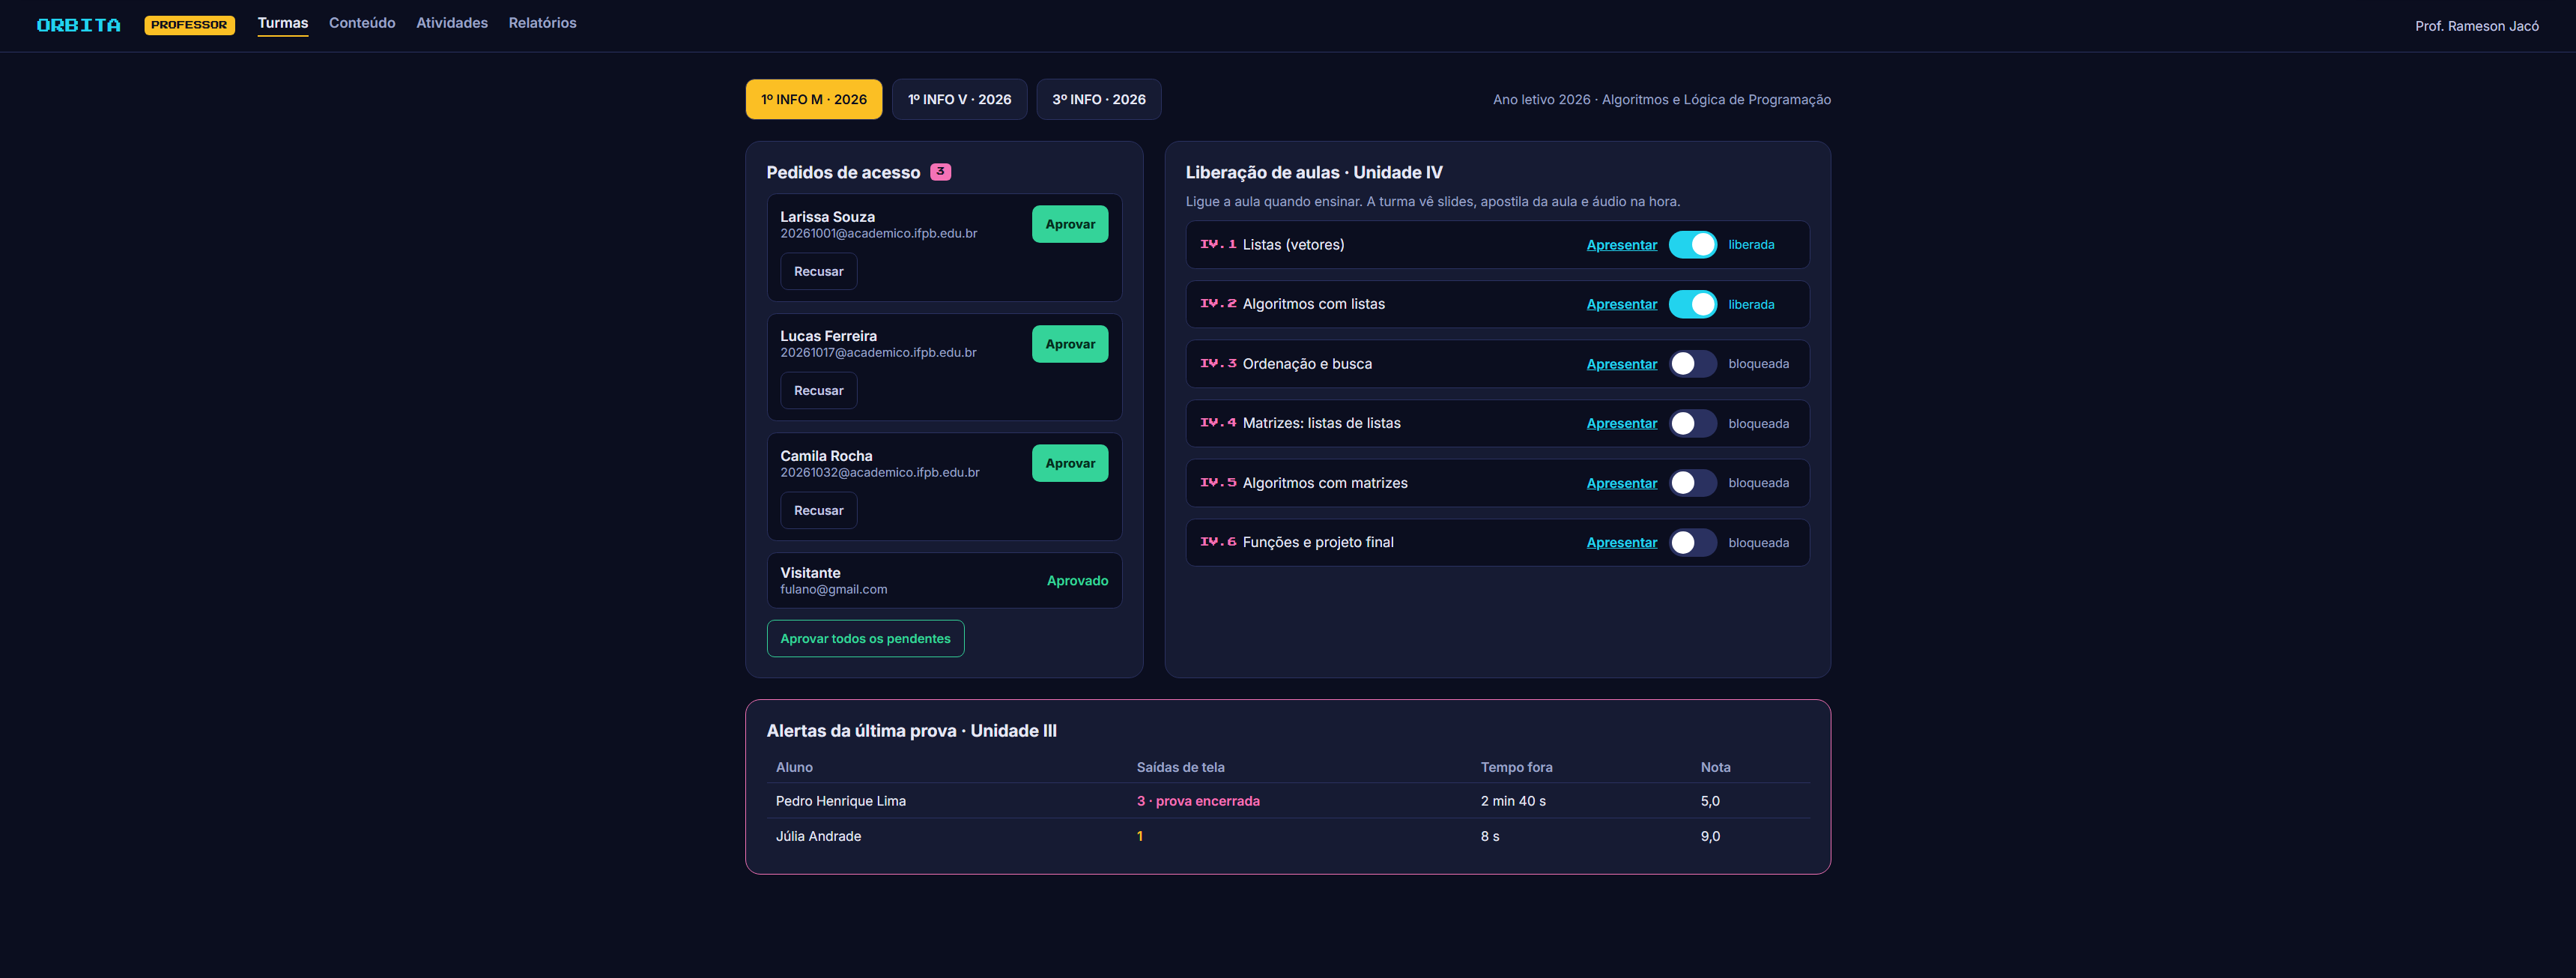 ORBITA PROFESSOR Turmas Conteúdo Atividades Relatórios Prof. Rameson Jacó
1º INFO M · 2026 1º INFO V · 2026 3º INFO · 2026 Ano letivo 2026 · Algoritmos e Lógica de Programação
Pedidos de acesso 3
Larissa Souza
20261001@academico.ifpb.edu.br
Aprovar
Recusar
Lucas Ferreira
20261017@academico.ifpb.edu.br
Aprovar
Recusar
Camila Rocha
20261032@academico.ifpb.edu.br
Aprovar
Recusar
Visitante
fulano@gmail.com
Aprovado
Aprovar todos os pendentes
Liberação de aulas · Unidade IV
Ligue a aula quando ensinar. A turma vê slides, apostila da aula e áudio na hora.
IV.1 Listas (vetores) Apresentar liberada
IV.2 Algoritmos com listas Apresentar liberada
IV.3 Ordenação e busca Apresentar bloqueada
IV.4 Matrizes: listas de listas Apresentar bloqueada
IV.5 Algoritmos com matrizes Apresentar bloqueada
IV.6 Funções e projeto final Apresentar bloqueada
Alertas da última prova · Unidade III
Aluno Saídas de tela Tempo fora Nota
Pedro Henrique Lima 3 · prova encerrada 2 min 40 s 5,0
Júlia Andrade 1 8 s 9,0